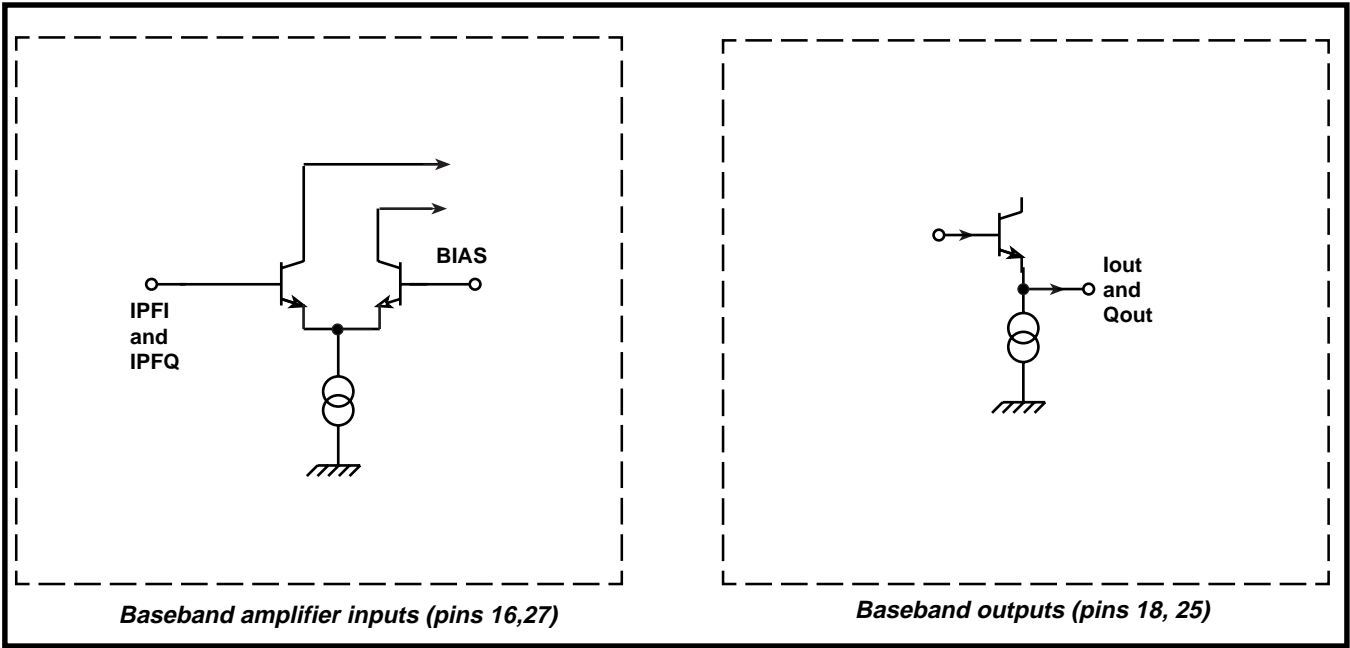 BIAS
IPFI
and
IPFQ
Baseband amplifier inputs (pins 16,27)
Iout
and
Qout
Baseband outputs (pins 18, 25)